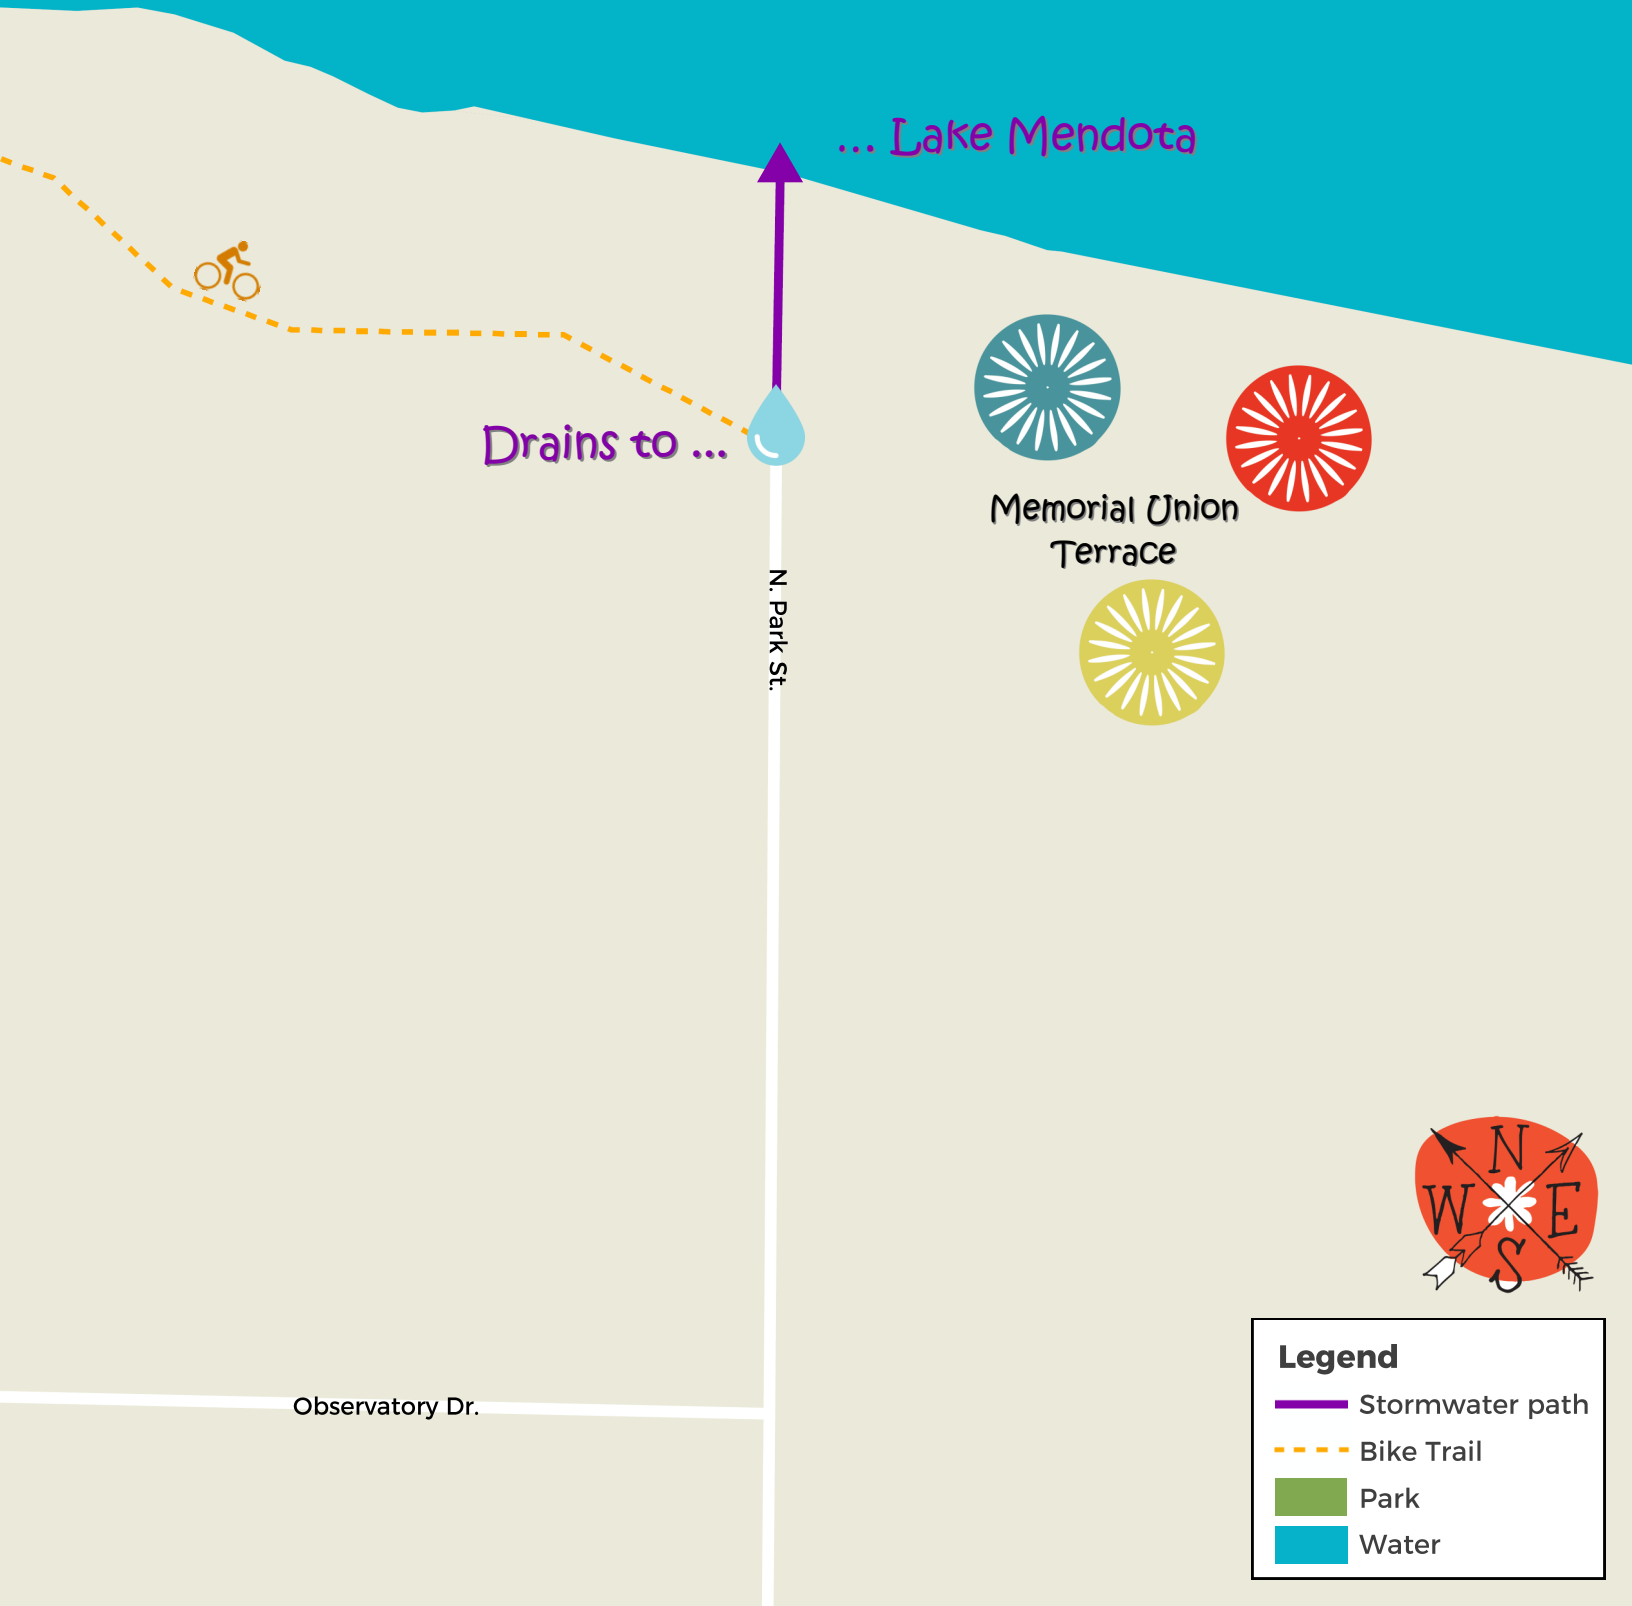 ... Lake Mendota
Drains to ...
Memorial Union
Terrace
N. Park St.
N
W E
S
Observatory Dr.
Legend
Stormwater path
Bike Trail
Park
Water